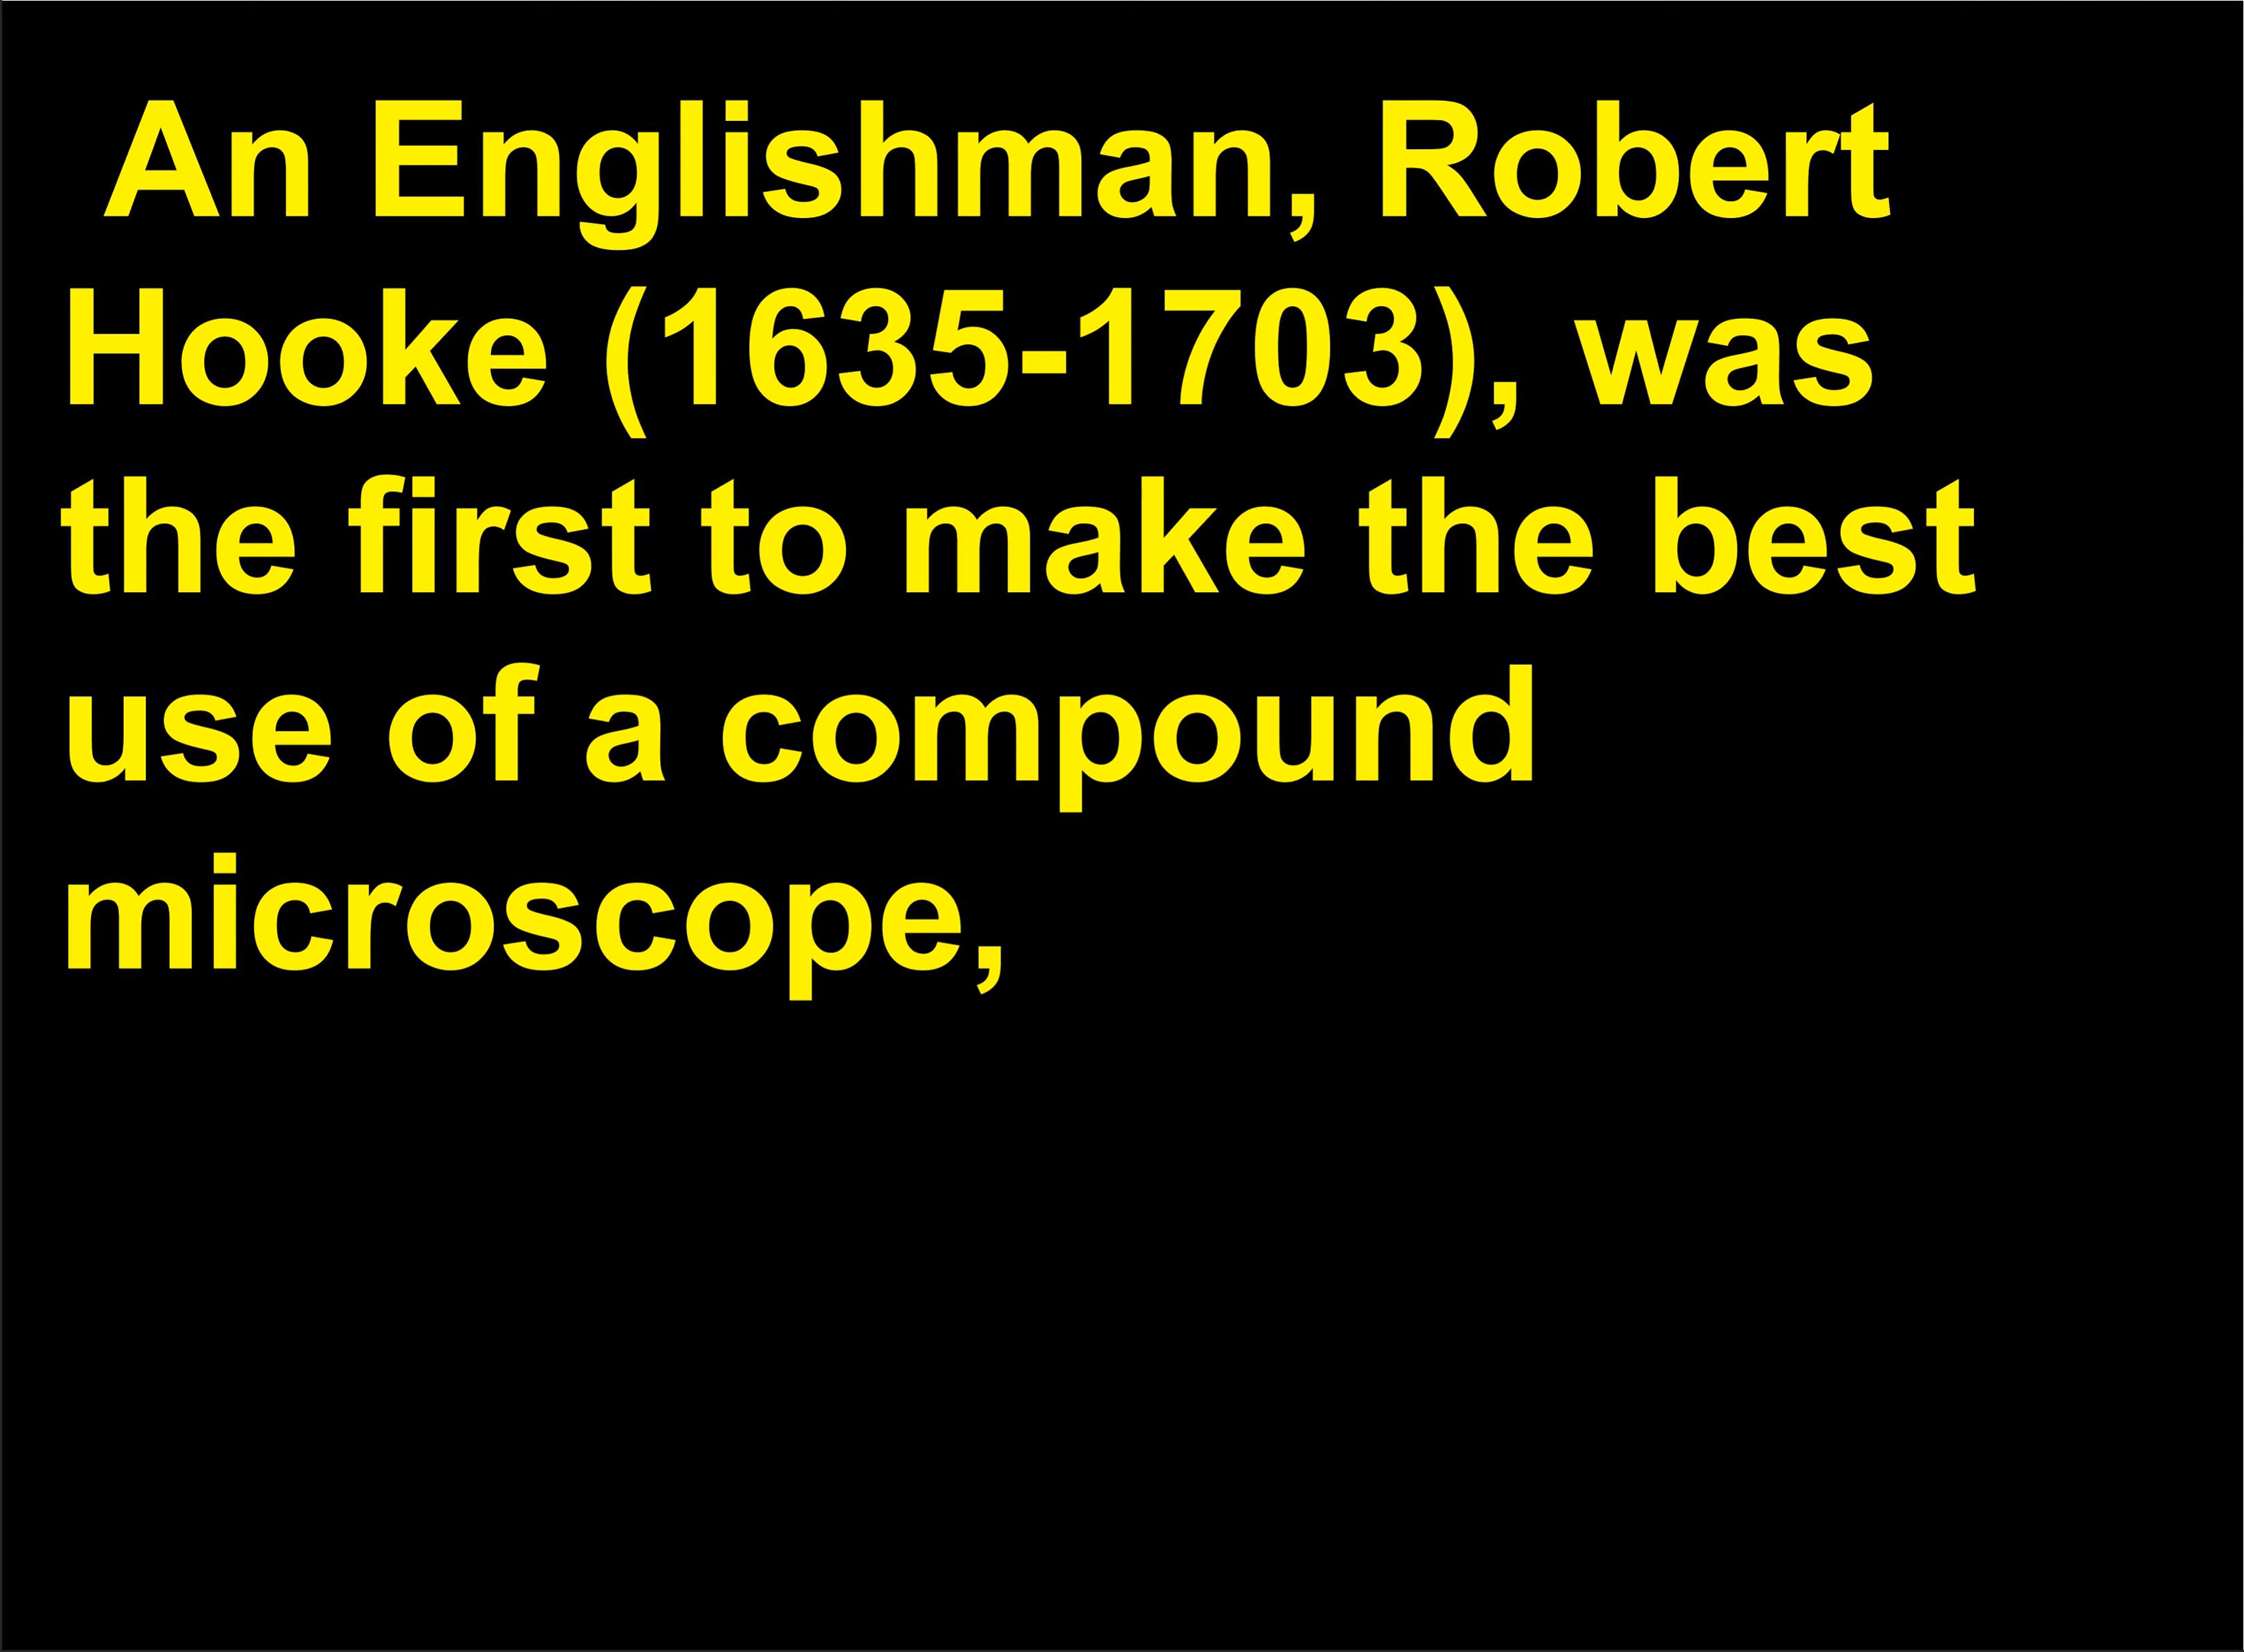 An Englishman, Robert
Hooke (1635-1703), was
the first to make the best
use of a compound
microscope,